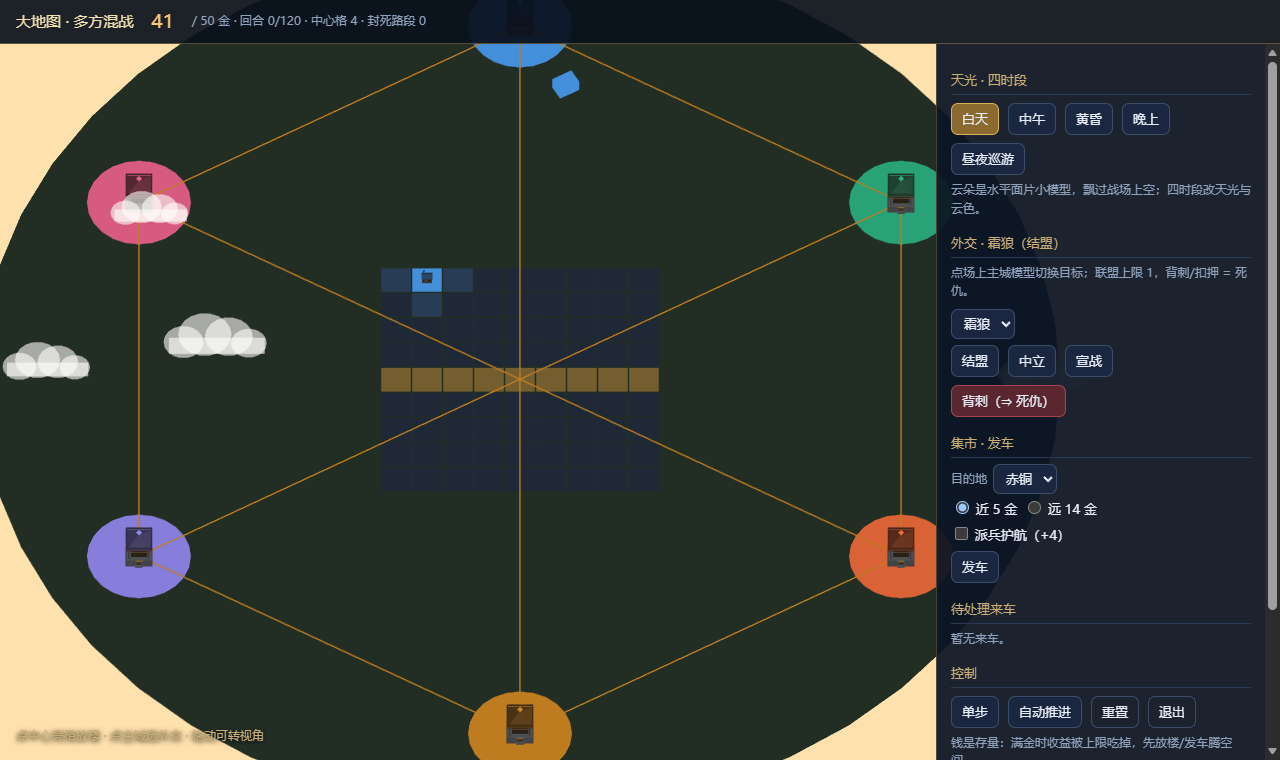 大地图 · 多方混战 41 / 50 金 · 回合 0/120 · 中心格 4 · 封死路段 0
天光 · 四时段
白天 中午 黄昏 晚上
昼夜巡游
云朵是水平面片小模型，飘过战场上空；四时段改天光与
云色。
外交 · 霜狼（结盟）
点场上主城模型切换目标；联盟上限 1，背刺/扣押 = 死
仇。
霜狼
结盟 中立 宣战
背刺（⇒ 死仇）
集市 · 发车
目的地 赤铜
近 5 金 远 14 金
派兵护航（+4）
发车
待处理来车
暂无来车。
控制
单步 自动推进 重置 退出
钱是存量：满金时收益被上限吃掉，先放楼/发车腾空
动可转视角